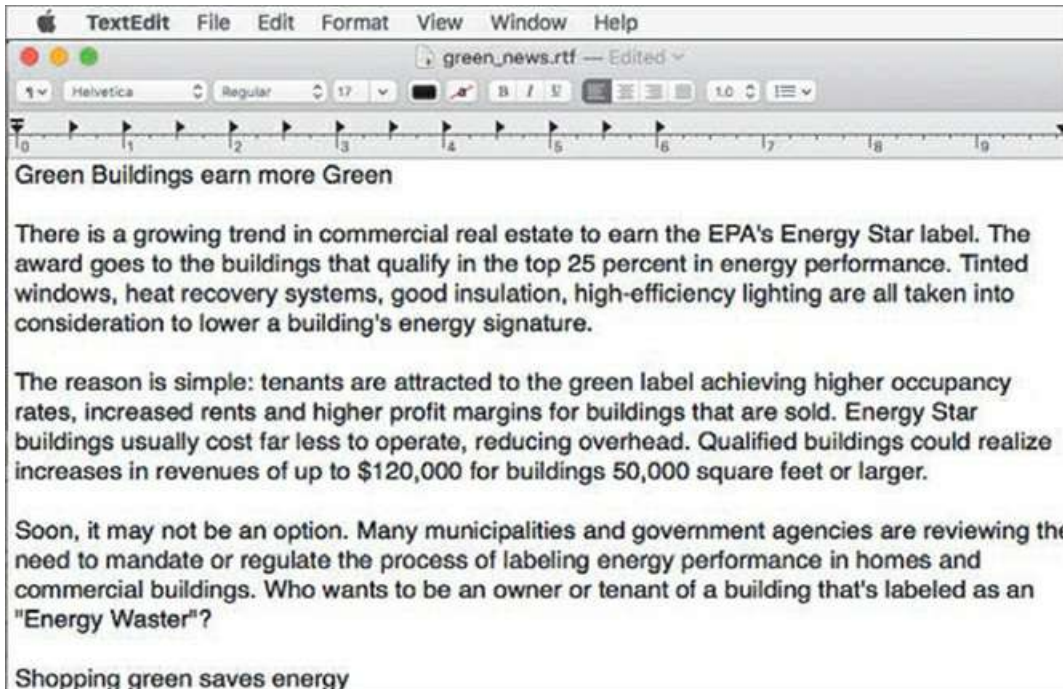 TextEdit File Edit Format View Window Help
green_news.rtf — Edited
¶ Helvetica Regular 17 a B I U 1.0
0 1 2 3 4 5 6 7 8 9
Green Buildings earn more Green
There is a growing trend in commercial real estate to earn the EPA's Energy Star label. The
award goes to the buildings that qualify in the top 25 percent in energy performance. Tinted
windows, heat recovery systems, good insulation, high-efficiency lighting are all taken into
consideration to lower a building's energy signature.
The reason is simple: tenants are attracted to the green label achieving higher occupancy
rates, increased rents and higher profit margins for buildings that are sold. Energy Star
buildings usually cost far less to operate, reducing overhead. Qualified buildings could realize
increases in revenues of up to $120,000 for buildings 50,000 square feet or larger.
Soon, it may not be an option. Many municipalities and government agencies are reviewing the
need to mandate or regulate the process of labeling energy performance in homes and
commercial buildings. Who wants to be an owner or tenant of a building that's labeled as an
"Energy Waster"?
Shopping green saves energy